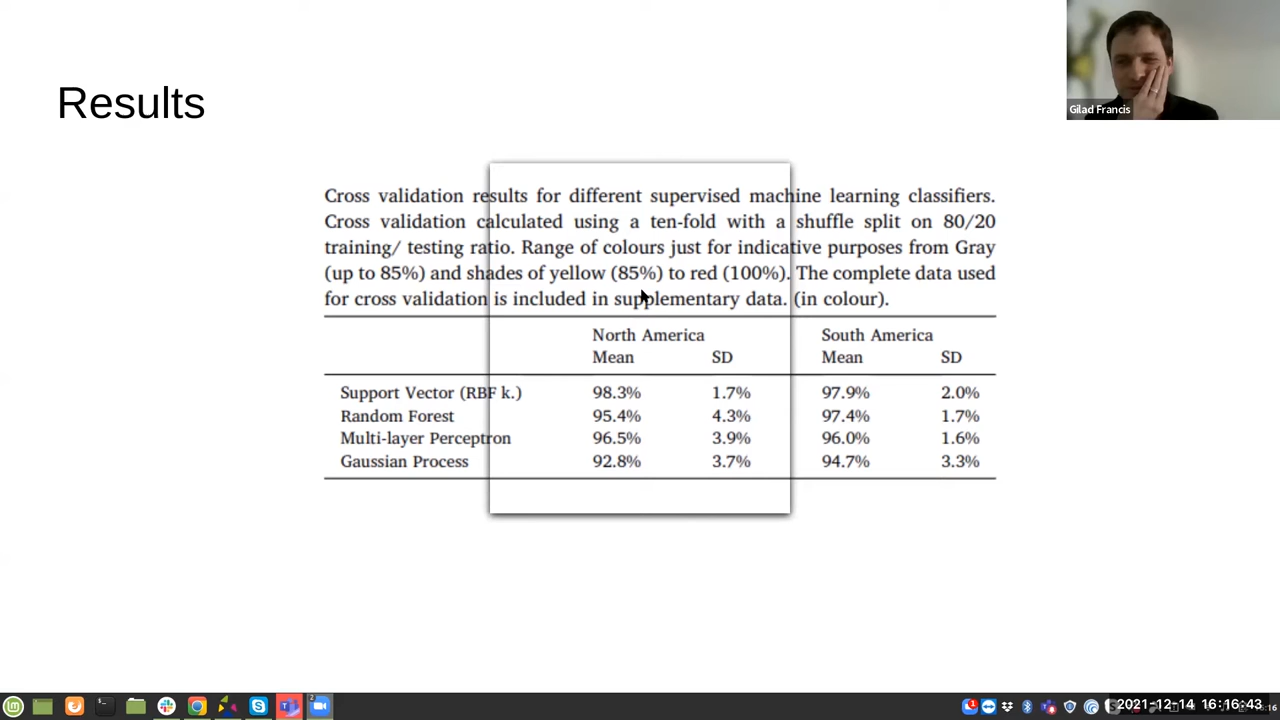 Gilad Francis
Results
Cross validation results for different supervised machine learning classifiers.
Cross validation calculated using a ten-fold with a shuffle split on 80/20
training/ testing ratio. Range of colours just for indicative purposes from Gray
(up to 85%) and shades of yellow (85%) to red (100%). The complete data used
for cross validation is included in supplementary data. (in colour).
North America South America
Mean SD Mean SD
Support Vector (RBF k.) 98.3% 1.7% 97.9% 2.0%
Random Forest 95.4% 4.3% 97.4% 1.7%
Multi-layer Perceptron 96.5% 3.9% 96.0% 1.6%
Gaussian Process 92.8% 3.7% 94.7% 3.3%
2021-12-14 16:16:43